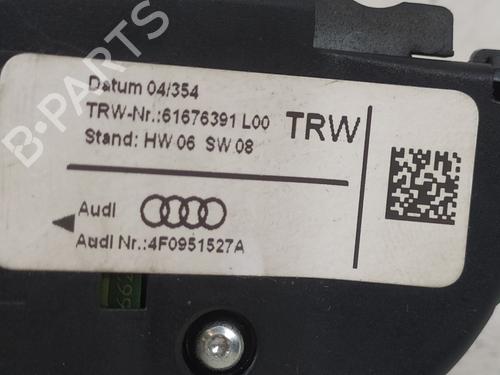 B-PARTS
Datum 04/354
TRW-Nr.:61676391 L00
TRW
Stand: HW 06 SW 08
Audi
Audi Nr.:4F0951527A